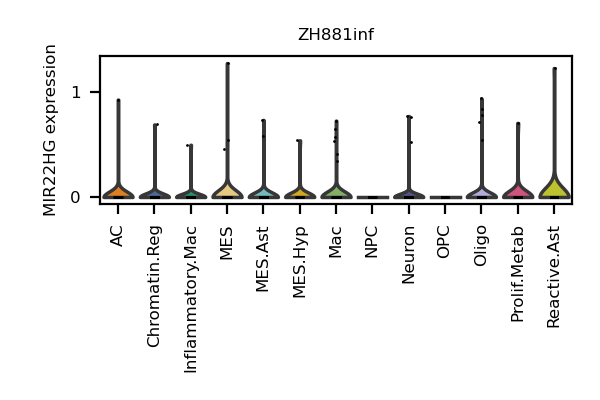 ZH881inf
MIR22HG expression
1
0
AC
Chromatin.Reg
Inflammatory.Mac
MES
MES.Ast
MES.Hyp
Mac
NPC
Neuron
OPC
Oligo
Prolif.Metab
Reactive.Ast